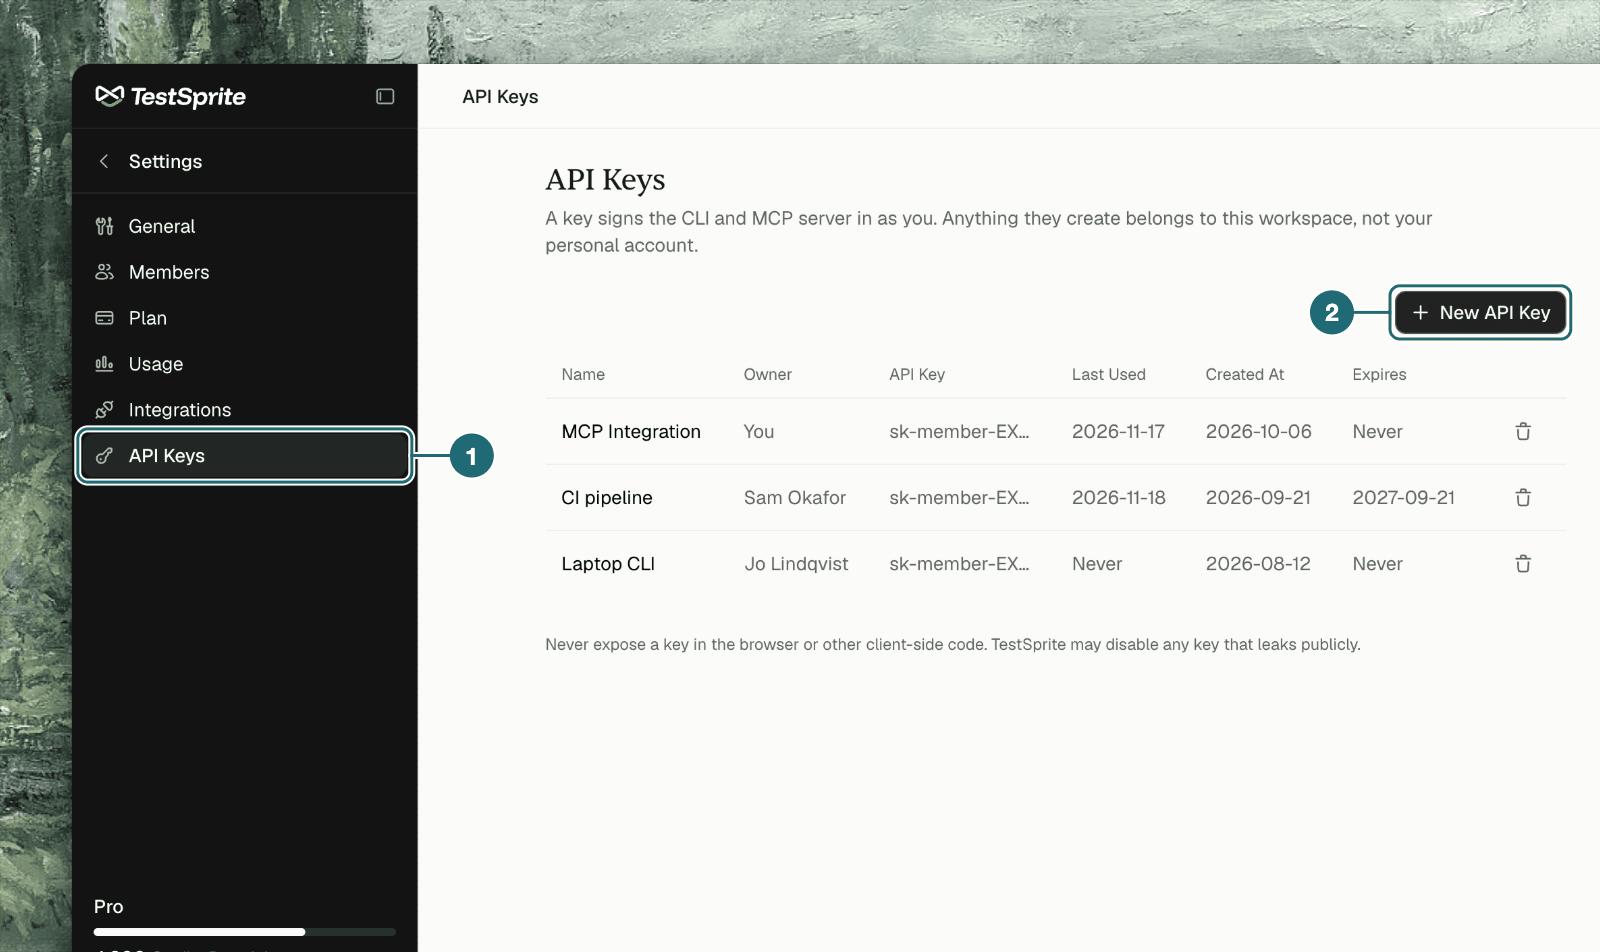 TestSprite
API Keys
Settings
General
Members
Plan
Usage
Integrations
API Keys
1
Pro
API Keys
A key signs the CLI and MCP server in as you. Anything they create belongs to this workspace, not your
personal account.
2
+ New API Key
Name Owner API Key Last Used Created At Expires
MCP Integration You sk-member-EX... 2026-11-17 2026-10-06 Never
CI pipeline Sam Okafor sk-member-EX... 2026-11-18 2026-09-21 2027-09-21
Laptop CLI Jo Lindqvist sk-member-EX... Never 2026-08-12 Never
Never expose a key in the browser or other client-side code. TestSprite may disable any key that leaks publicly.